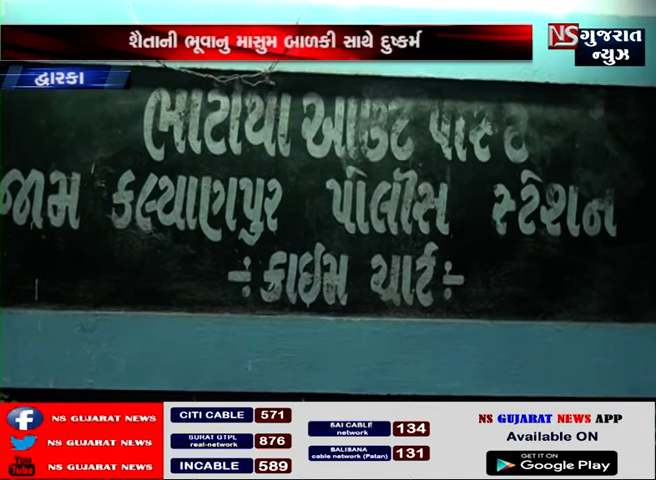 શૈતાની ભૂવાનુ માસુમ બાળકી સાથે દુષ્કર્મ
NS ગુજરાત
ન્યુઝ
દ્વારકા
ભાટીયા આઉટ પોસ્ટ
જામ કલ્યાણપુર પોલીસ સ્ટેશન
-: ક્રાઇમ ચાર્ટ :-
NS GUJARAT NEWS
NS GUJARAT NEWS
You Tube NS GUJARAT NEWS
CITI CABLE 571
SURAT GTPL real-network 876
INCABLE 589
SAI CABLE network 134
BALISANA cable network (Patan) 131
NS GUJARAT NEWS APP
Available ON
GET IT ON
Google Play